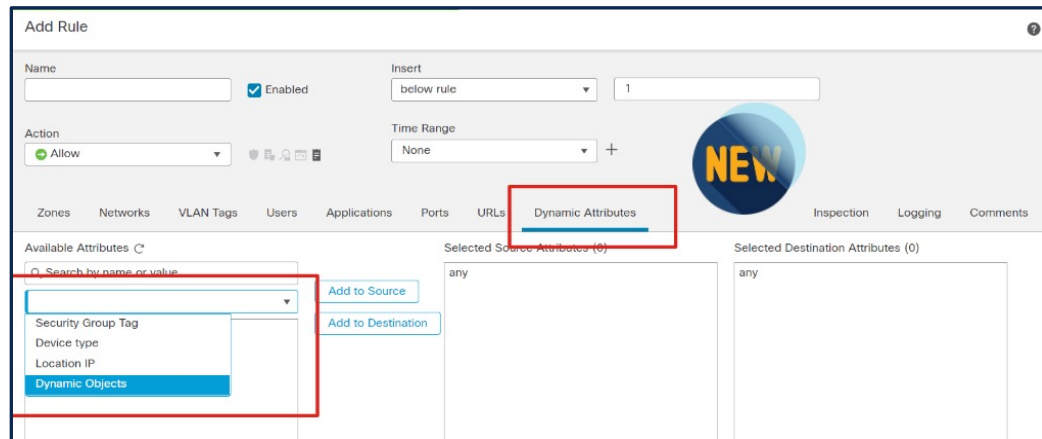 Add Rule
Name
Enabled
Insert
below rule
1
Action
Allow
Time Range
None
NEW
Zones
Networks
VLAN Tags
Users
Applications
Ports
URLs
Dynamic Attributes
Inspection
Logging
Comments
Available Attributes
Search by name or value
Security Group Tag
Device type
Location IP
Dynamic Objects
Add to Source
Add to Destination
Selected Source Attributes (0)
any
Selected Destination Attributes (0)
any